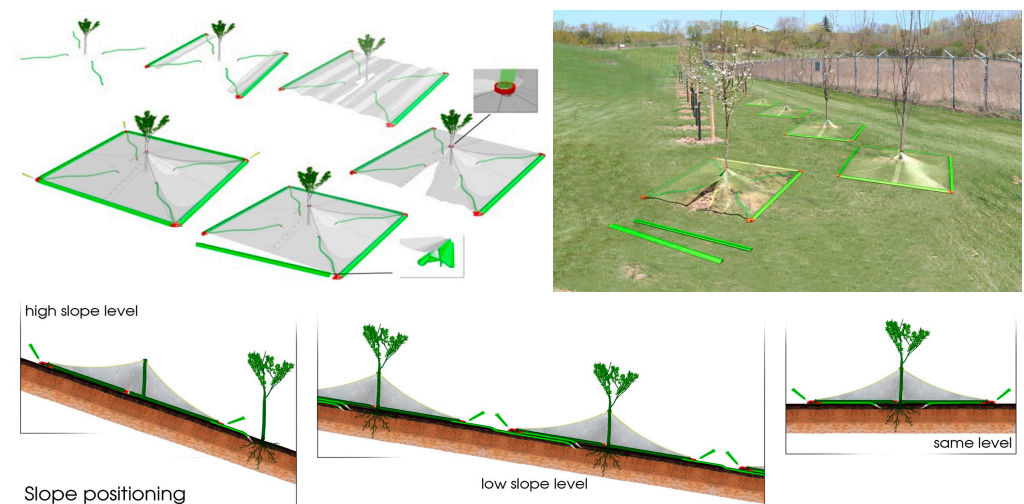 high slope level
Slope positioning
low slope level
same level